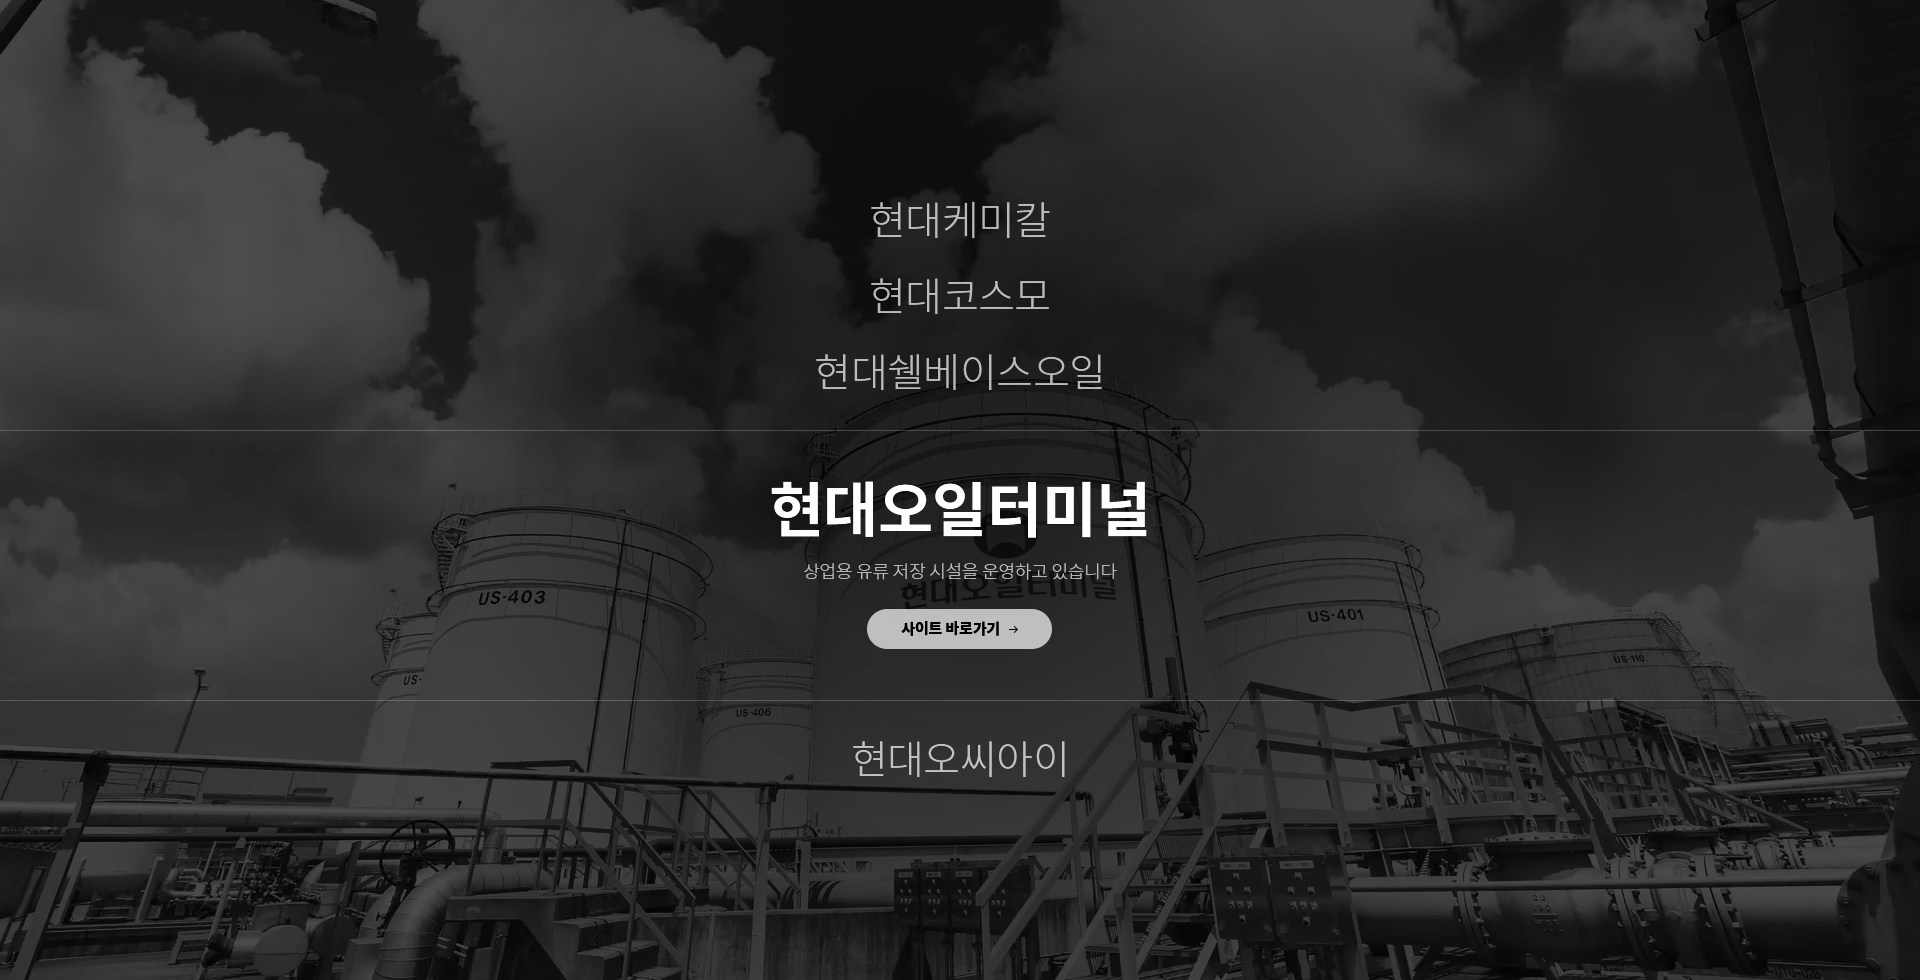 현대케미칼
현대코스모
현대쉘베이스오일
현대오일터미널
상업용 유류 저장 시설을 운영하고 있습니다
현대오일터미널
US-403
US-401
사이트 바로가기 →
US-110
US-
US-406
현대오씨아이